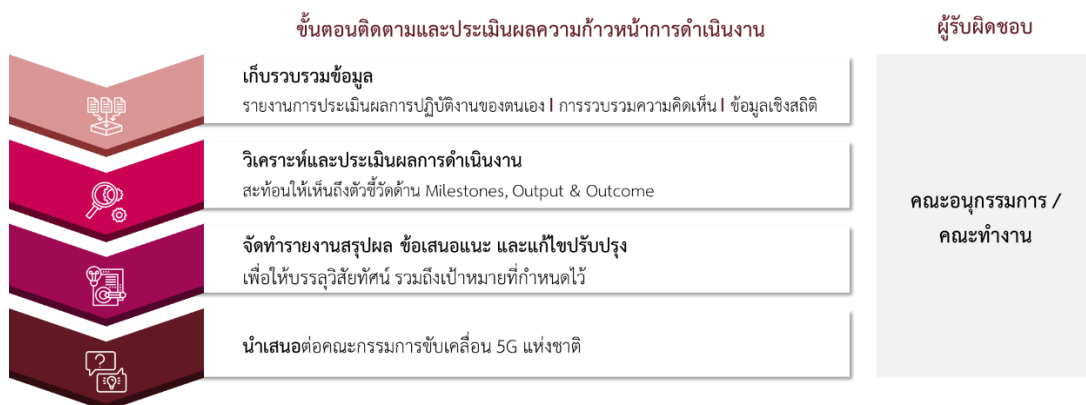 ขั้นตอนติดตามและประเมินผลความก้าวหน้าการดำเนินงาน
ผู้รับผิดชอบ
เก็บรวบรวมข้อมูล
รายงานการประเมินผลการปฏิบัติงานของตนเอง | การรวบรวมความคิดเห็น | ข้อมูลเชิงสถิติ
วิเคราะห์และประเมินผลการดำเนินงาน
สะท้อนให้เห็นถึงตัวชี้วัดด้าน Milestones, Output & Outcome
จัดทำรายงานสรุปผล ข้อเสนอแนะ และแก้ไขปรับปรุง
เพื่อให้บรรลุวิสัยทัศน์ รวมถึงเป้าหมายที่กำหนดไว้
นำเสนอต่อคณะกรรมการขับเคลื่อน 5G แห่งชาติ
คณะอนุกรรมการ /
คณะทำงาน